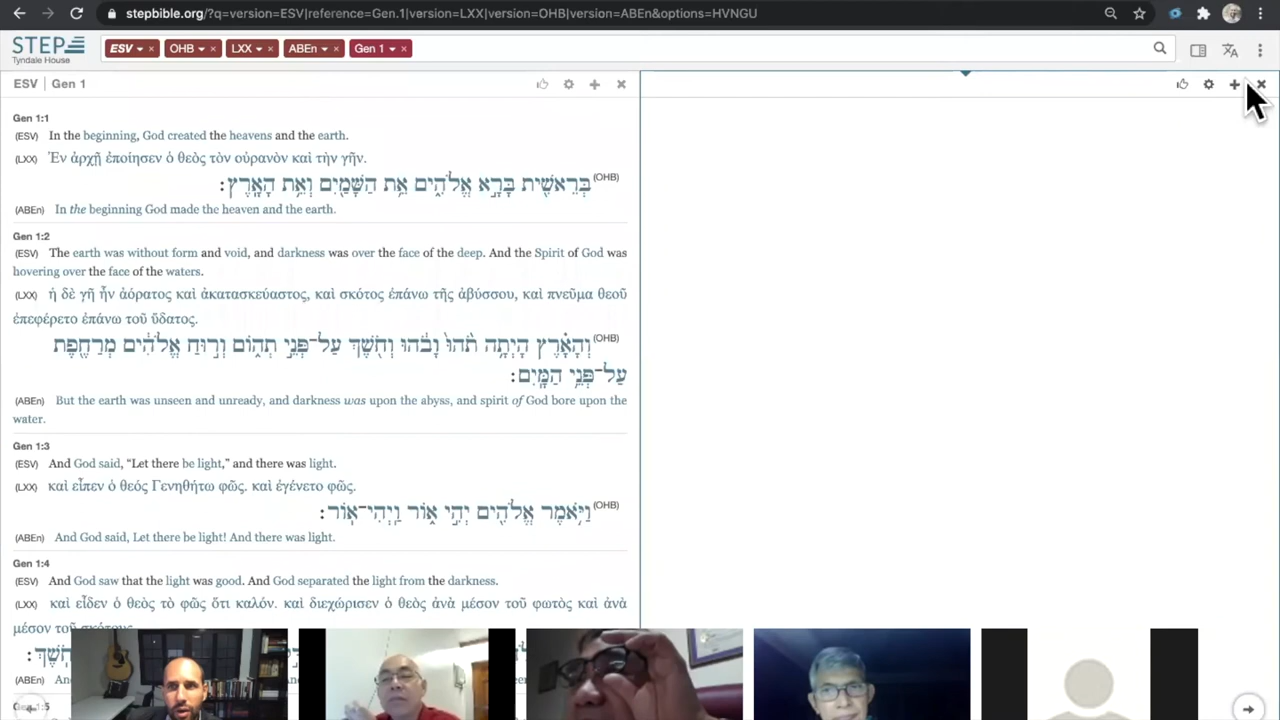 stepbible.org/?q=version=ESV|reference=Gen.1|version=LXX|version=OHB|version=ABEn&options=HVNGU
STEP
Tyndale House
ESV OHB LXX ABEn Gen 1
ESV | Gen 1
Gen 1:1
(ESV) In the beginning, God created the heavens and the earth.
(LXX) Ἐν ἀρχῇ ἐποίησεν ὁ θεὸς τὸν οὐρανὸν καὶ τὴν γῆν.
(OHB) בְּרֵאשִׁ֖ית בָּרָ֣א אֱלֹהִ֑ים אֵ֥ת הַשָּׁמַ֖יִם וְאֵ֥ת הָאָֽרֶץ׃
(ABEn) In the beginning God made the heaven and the earth.
Gen 1:2
(ESV) The earth was without form and void, and darkness was over the face of the deep. And the Spirit of God was
hovering over the face of the waters.
(LXX) ἡ δὲ γῆ ἦν ἀόρατος καὶ ἀκατασκεύαστος, καὶ σκότος ἐπάνω τῆς ἀβύσσου, καὶ πνεῦμα θεοῦ
ἐπεφέρετο ἐπάνω τοῦ ὕδατος.
(OHB) וְהָאָ֗רֶץ הָיְתָ֥ה תֹ֙הוּ֙ וָבֹ֔הוּ וְחֹ֖שֶׁךְ עַל־פְּנֵ֣י תְה֑וֹם וְר֣וּחַ אֱלֹהִ֔ים מְרַחֶ֖פֶת
עַל־פְּנֵ֥י הַמָּֽיִם׃
(ABEn) But the earth was unseen and unready, and darkness was upon the abyss, and spirit of God bore upon the
water.
Gen 1:3
(ESV) And God said, “Let there be light,” and there was light.
(LXX) καὶ εἶπεν ὁ θεός Γενηθήτω φῶς. καὶ ἐγένετο φῶς.
(OHB) וַיֹּ֥אמֶר אֱלֹהִ֖ים יְהִ֣י א֑וֹר וַֽיְהִי־אֽוֹר׃
(ABEn) And God said, Let there be light! And there was light.
Gen 1:4
(ESV) And God saw that the light was good. And God separated the light from the darkness.
(LXX) καὶ εἶδεν ὁ θεὸς τὸ φῶς ὅτι καλόν. καὶ διεχώρισεν ὁ θεὸς ἀνὰ μέσον τοῦ φωτὸς καὶ ἀνὰ
μέσον τοῦ σκότους.
(ABEn)
Gen 1:5